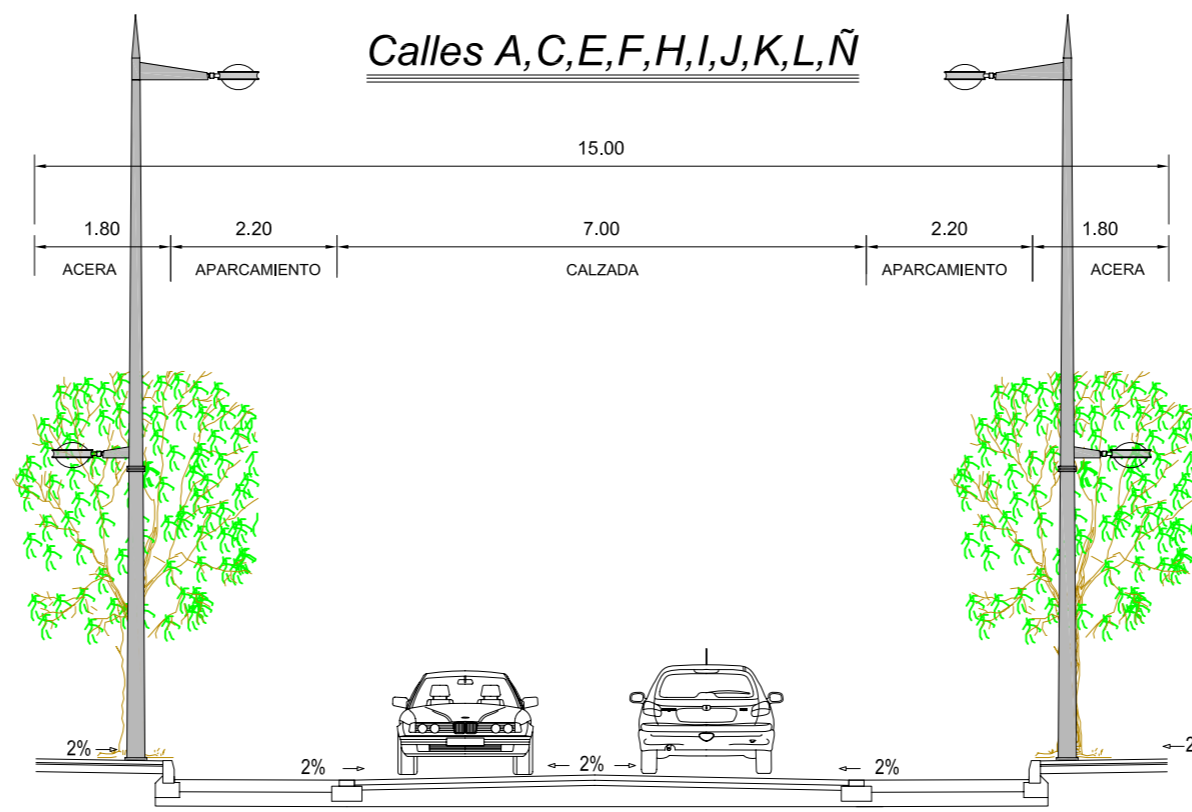 Calles A,C,E,F,H,I,J,K,L,Ñ
15.00
1.80 2.20 7.00 2.20 1.80
ACERA APARCAMIENTO CALZADA APARCAMIENTO ACERA
2% 2
2% 2% 2%